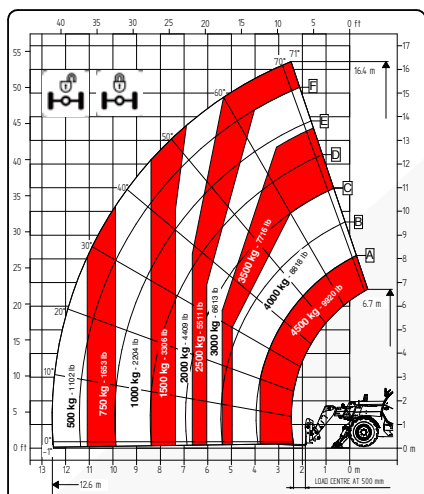 40 35 30 25 20 15 10 5 0 ft
55
50
45
40
35
30
25
20
15
10
5
0 ft
17
16
15
14
13
12
11
10
9
8
7
6
5
4
3
2
1
0 m
71°
70°
60°
50°
40°
30°
20°
10°
0°
-1°
F
E
D
C
B
A
16.4 m
6.7 m
500 kg - 1102 lb
750 kg - 1653 lb
1000 kg - 2204 lb
1500 kg - 3306 lb
2000 kg - 4409 lb
2500 kg - 5511 lb
3000 kg - 6613 lb
3500 kg - 7716 lb
4000 kg - 8818 lb
4500 kg - 9920 lb
13 12 11 10 9 8 7 6 5 4 3 2 1 0 m
12.6 m
LOAD CENTRE AT 500 mm